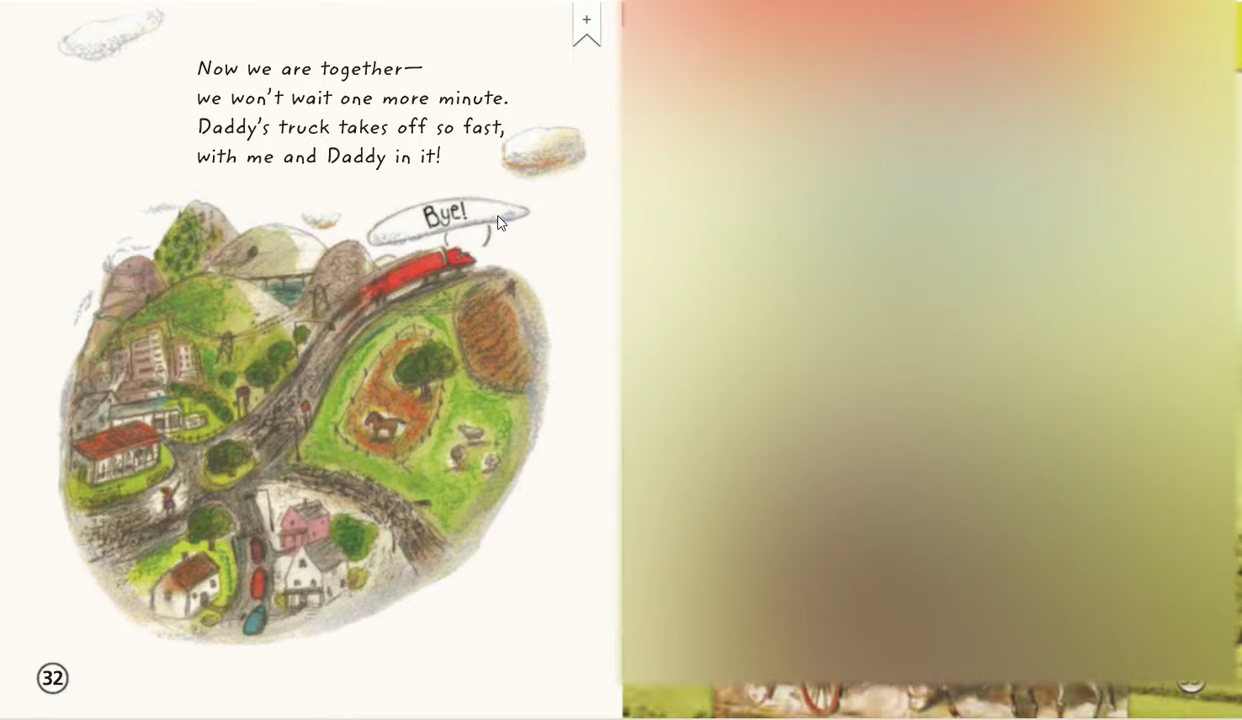 Now we are together—
we won't wait one more minute.
Daddy's truck takes off so fast,
with me and Daddy in it!
Bye!
32